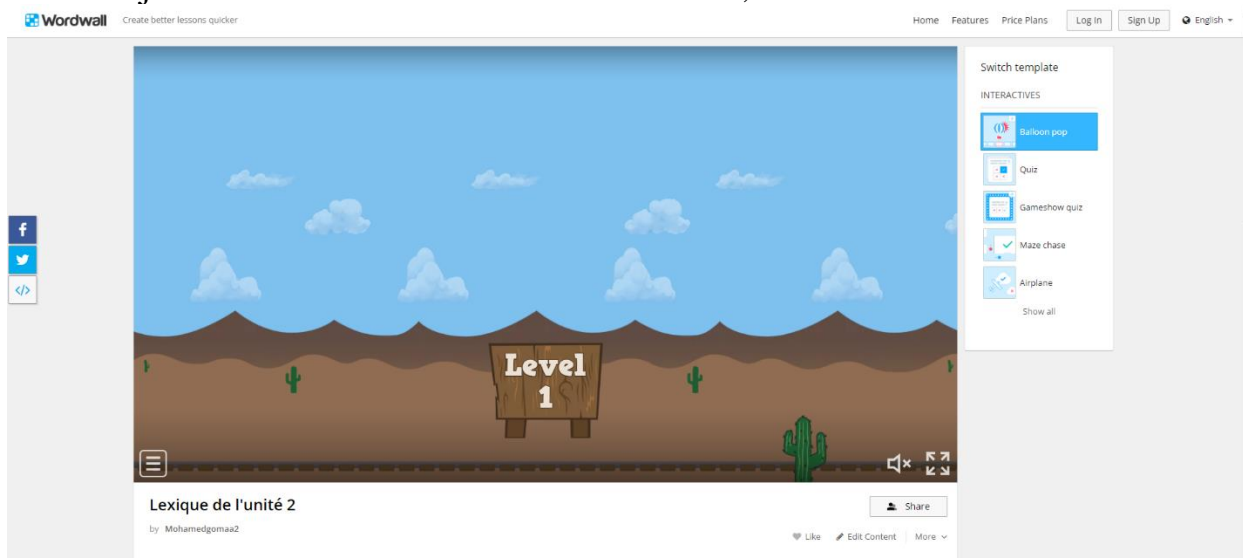 Wordwall Create better lessons quicker Home Features Price Plans Log In Sign Up English
Switch template
INTERACTIVES
Balloon pop
Quiz
Gameshow quiz
Maze chase
Airplane
Show all
Level
1
Lexique de l'unité 2
Share
by Mohamedgomaa2
Like Edit Content More